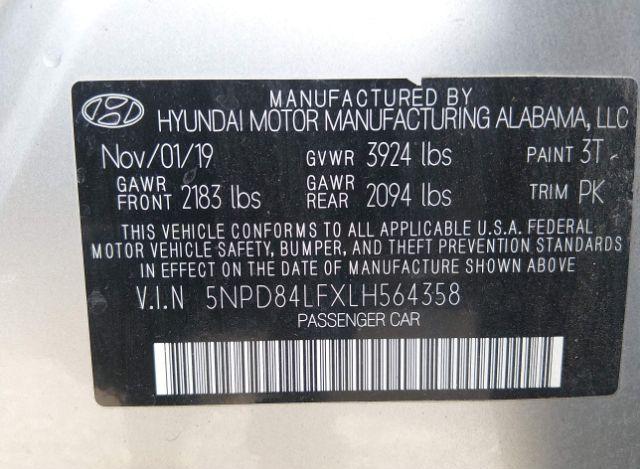 MANUFACTURED BY
HYUNDAI MOTOR MANUFACTURING ALABAMA, LLC
Nov/01/19 GVWR 3924 lbs PAINT 3T
GAWR FRONT 2183 lbs GAWR REAR 2094 lbs TRIM PK
THIS VEHICLE CONFORMS TO ALL APPLICABLE U.S.A. FEDERAL
MOTOR VEHICLE SAFETY, BUMPER, AND THEFT PREVENTION STANDARDS
IN EFFECT ON THE DATE OF MANUFACTURE SHOWN ABOVE
V.I.N 5NPD84LFXLH564358
PASSENGER CAR